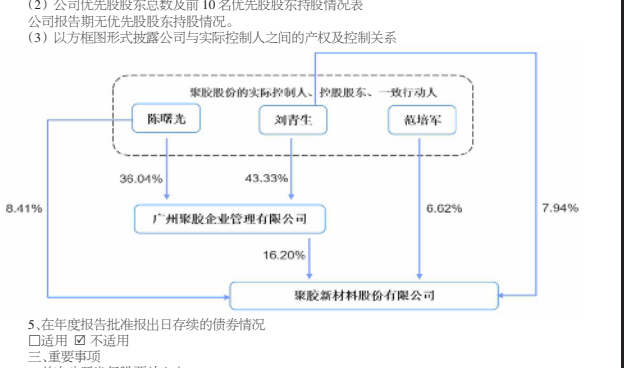 (2)公司优先股股东总数及前10名优先股股东持股情况表
公司报告期无优先股股东持股情况。
(3)以方框图形式披露公司与实际控制人之间的产权及控制关系
聚胶股份的实际控制人、控股股东、一致行动人
陈曙光
刘青生
范培军
36.04%
43.33%
8.41%
广州聚胶企业管理有限公司
6.62%
7.94%
16.20%
聚胶新材料股份有限公司
5、在年度报告批准报出日存续的债券情况
□适用 ☑ 不适用
三、重要事项